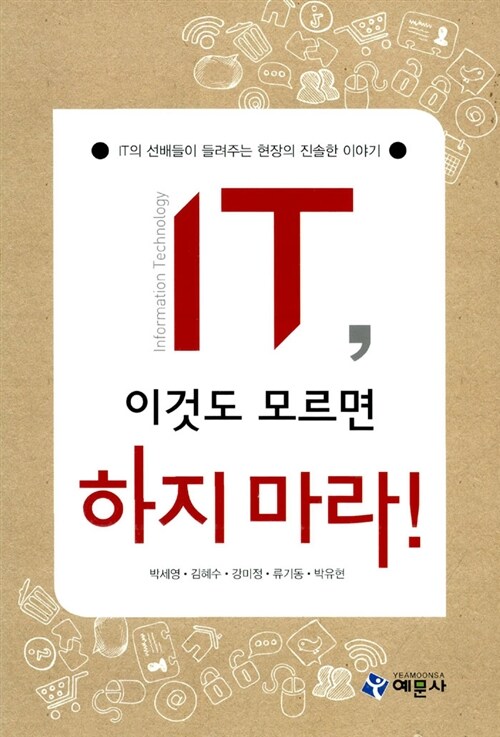 ● IT의 선배들이 들려주는 현장의 진솔한 이야기 ●
Information Technology
IT,
이것도 모르면
하지 마라!
박세영 • 김혜수 • 강미정 • 류기동 • 박유현
YEAMOONSA
예문사